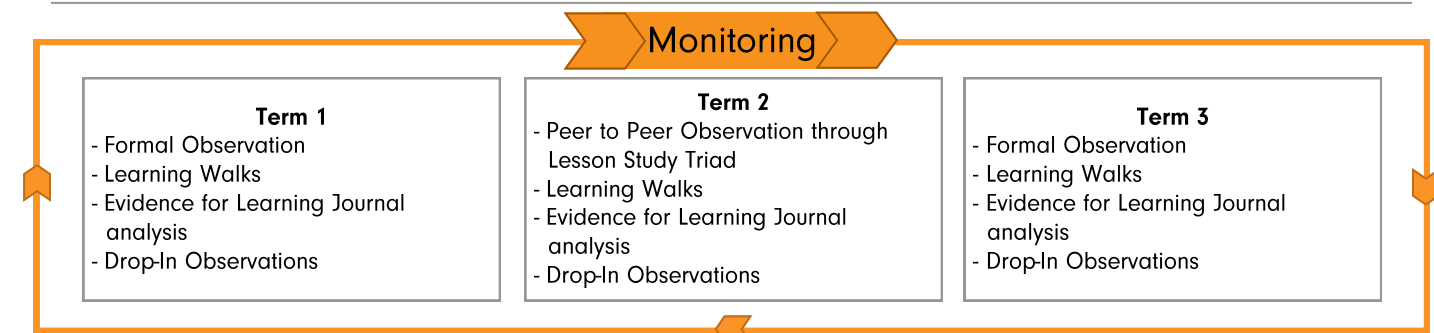 Monitoring
Term 1
- Formal Observation
- Learning Walks
- Evidence for Learning Journal
analysis
- Drop-In Observations
Term 2
- Peer to Peer Observation through
Lesson Study Triad
- Learning Walks
- Evidence for Learning Journal
analysis
- Drop-In Observations
Term 3
- Formal Observation
- Learning Walks
- Evidence for Learning Journal
analysis
- Drop-In Observations